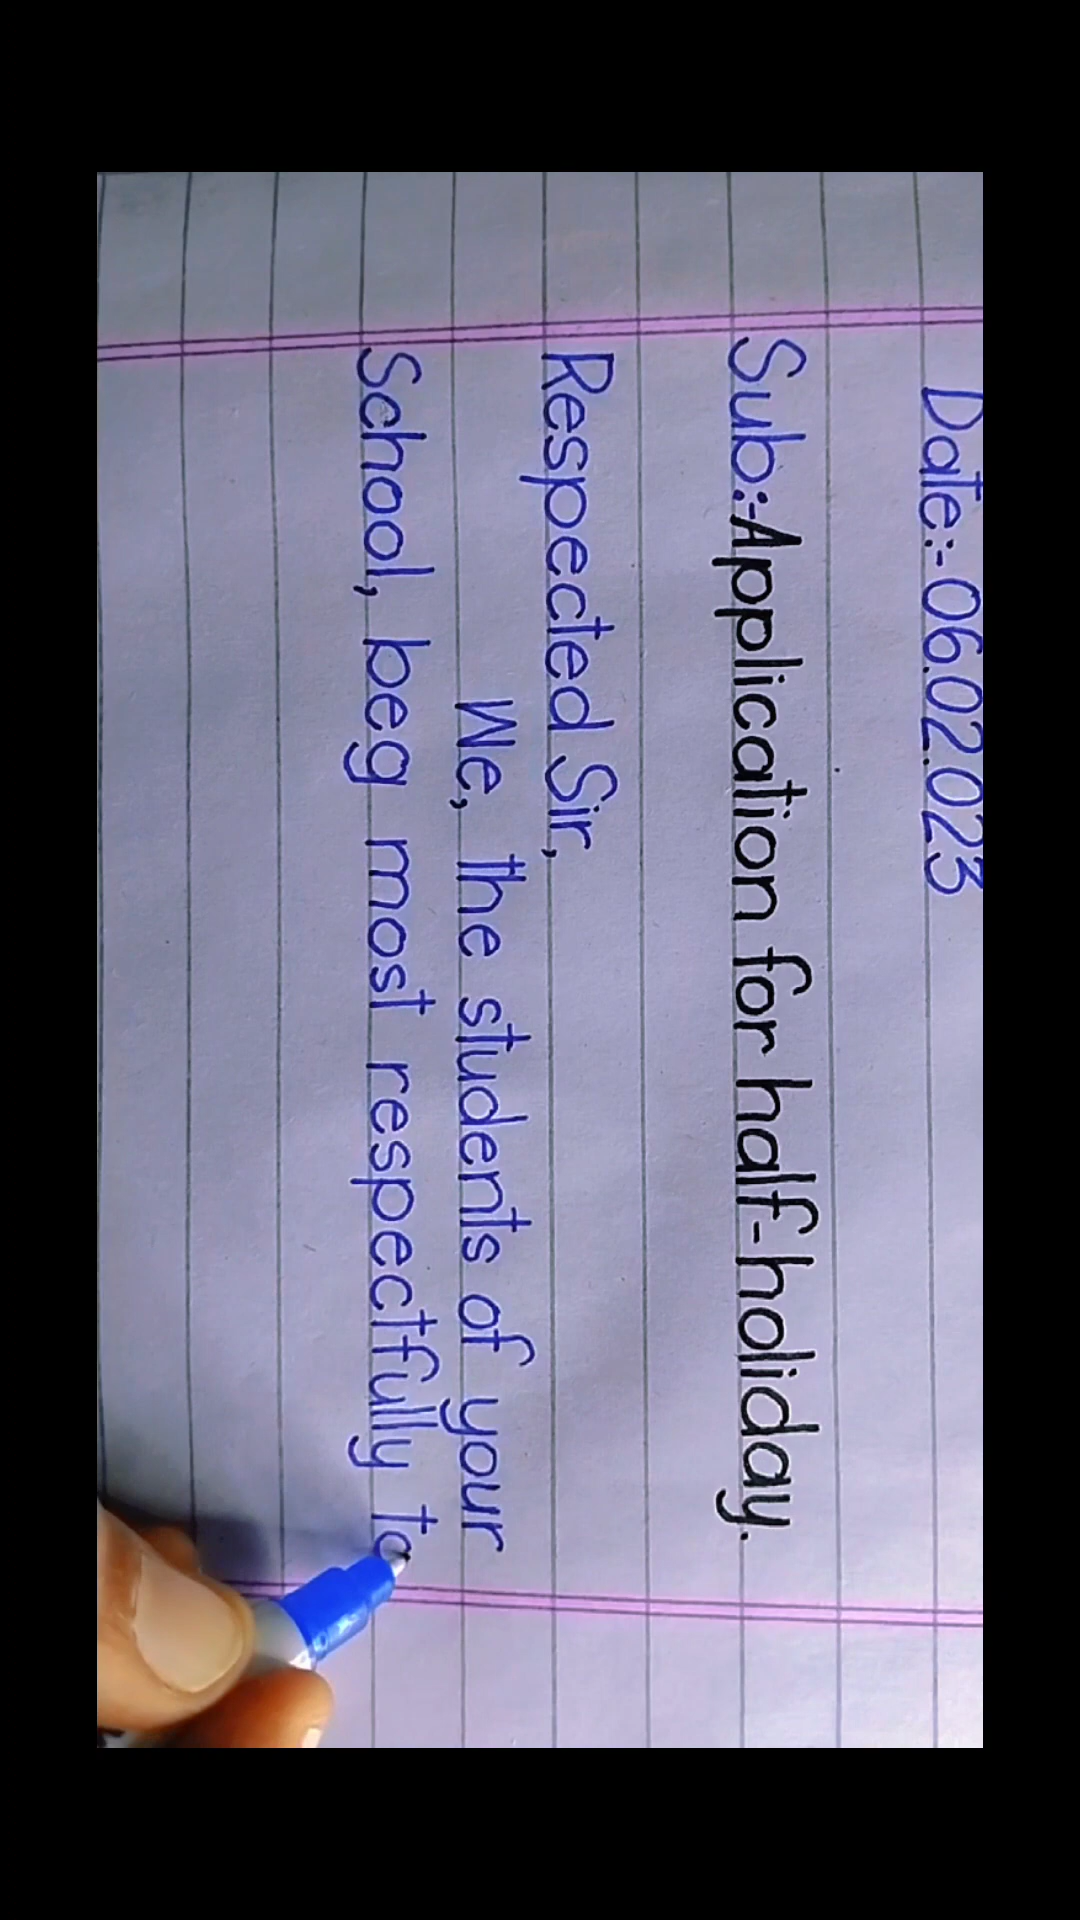 Date:-06.02.023
Sub:-Application for half-holiday.
Respected Sir,
We, the students of your
School, beg most respectfully to